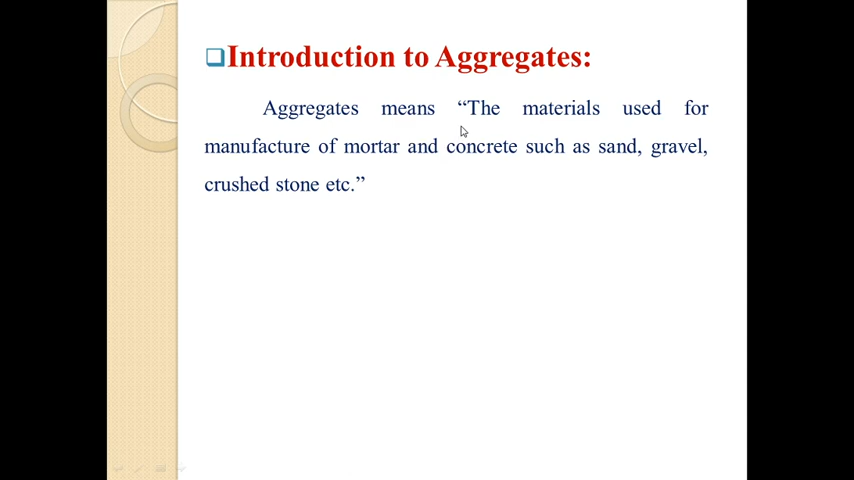 Introduction to Aggregates:
Aggregates means “The materials used for
manufacture of mortar and concrete such as sand, gravel,
crushed stone etc.”